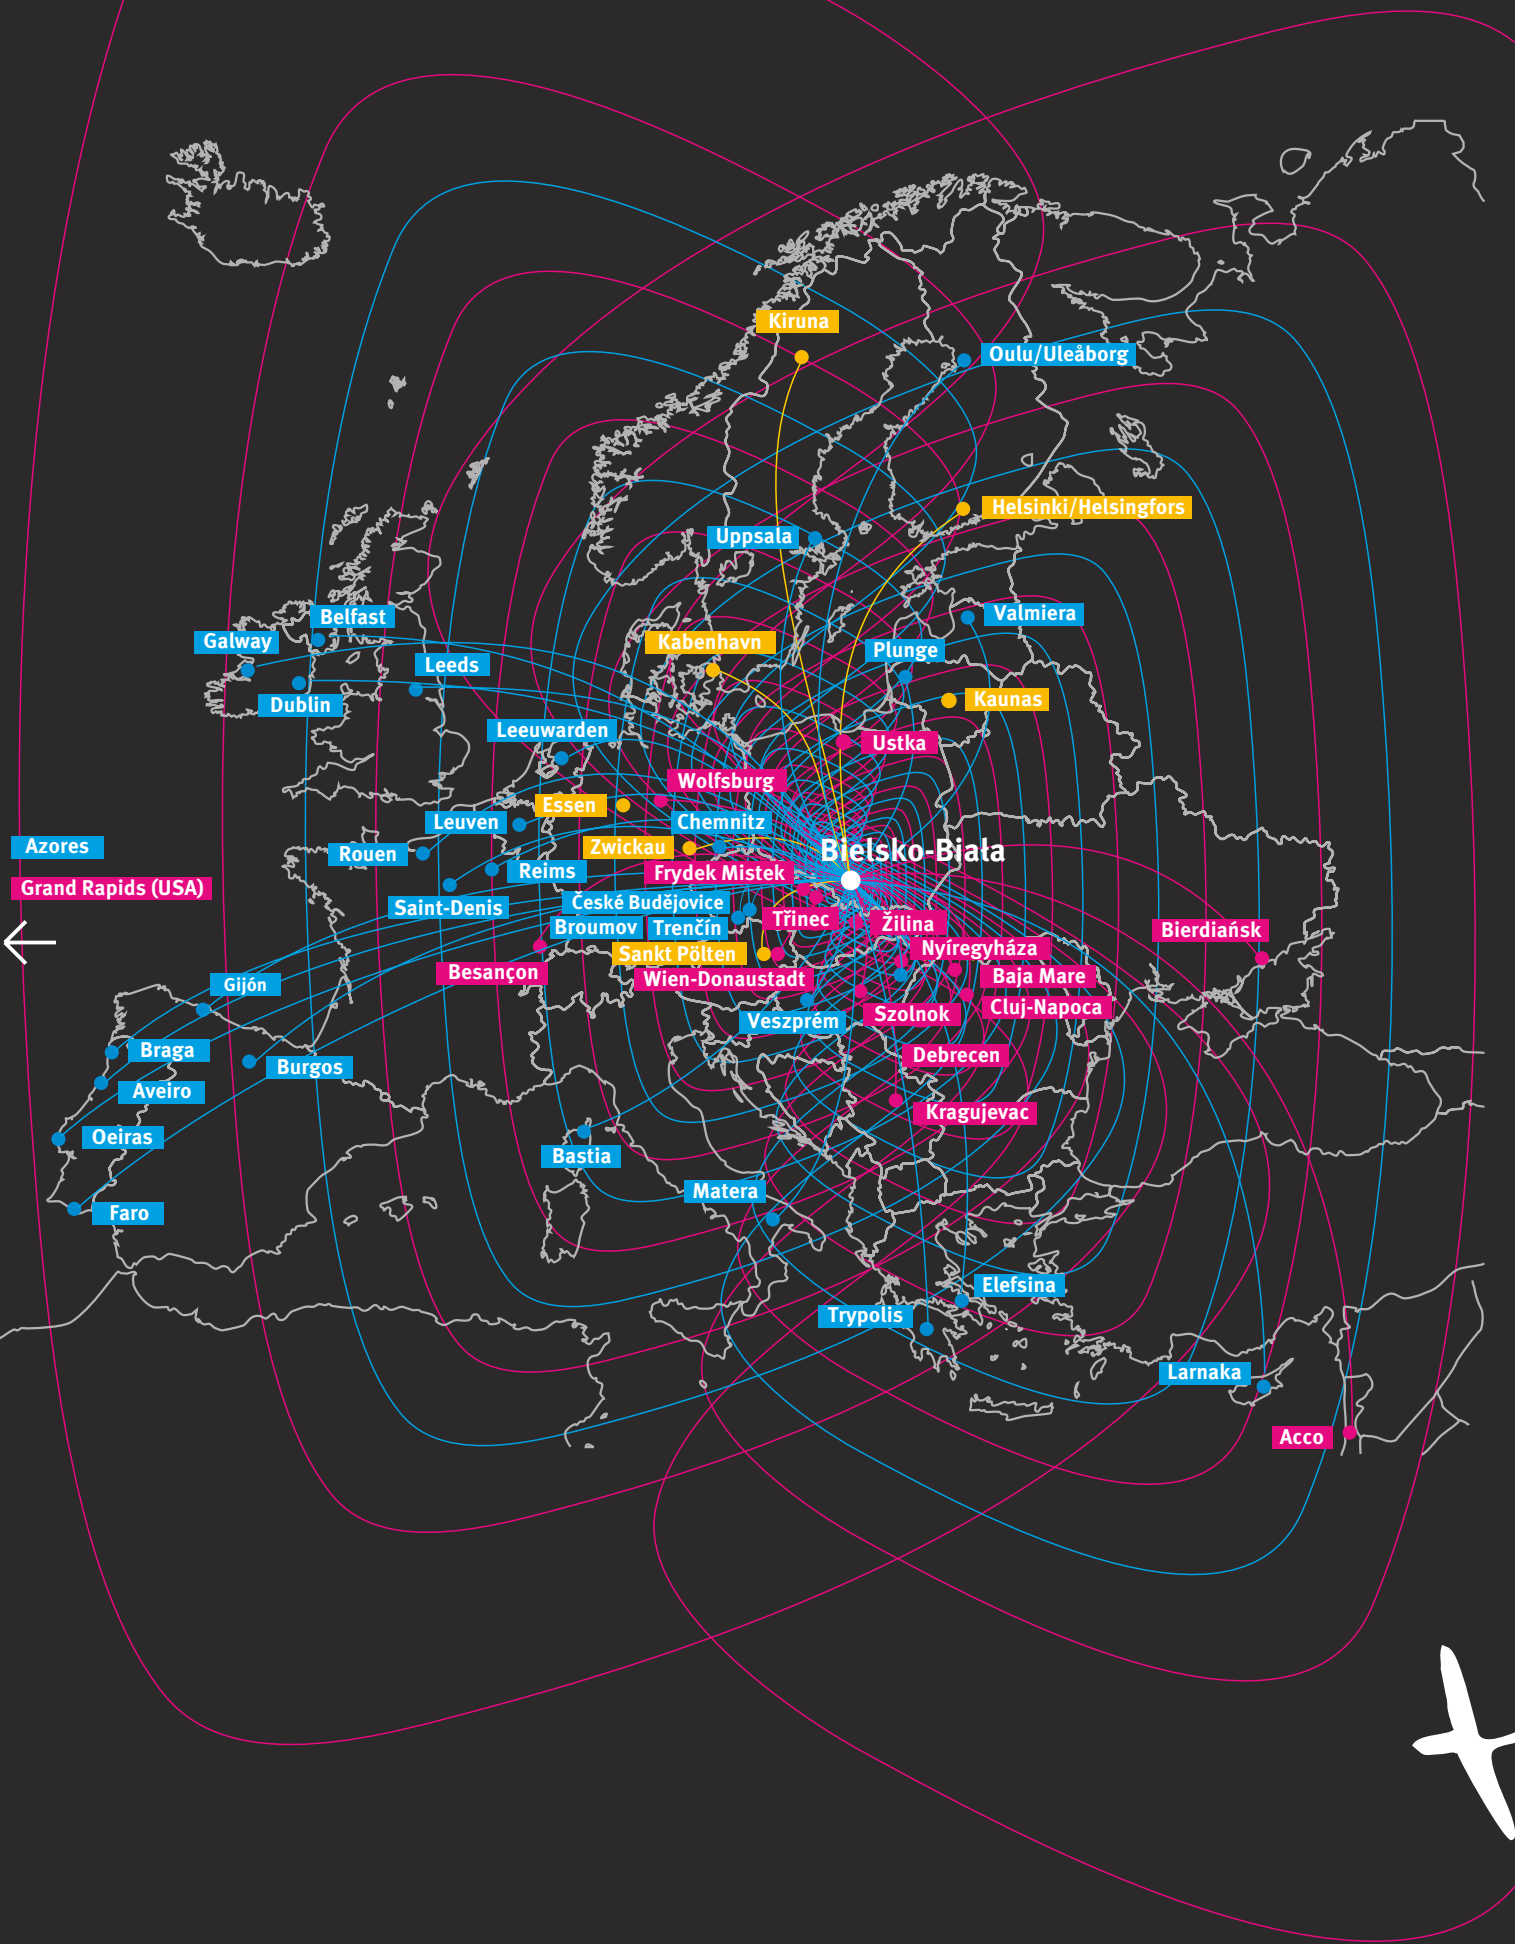 Kiruna
Oulu/Uleåborg
Helsinki/Helsingfors
Uppsala
Belfast
Valmiera
Galway
Kabenhavn
Plunge
Leeds
Dublin
Kaunas
Leeuwarden
Ustka
Wolfsburg
Essen
Leuven
Chemnitz
Azores
Zwickau
Bielsko-Biała
Rouen
Reims
Frydek Mistek
Grand Rapids (USA)
Saint-Denis
České Budějovice
Třinec
Žilina
Broumov
Trenčín
Bierdiańsk
Sankt Pölten
Nyíregyháza
Besançon
Wien-Donaustadt
Baja Mare
Gijón
Cluj-Napoca
Veszprém
Szolnok
Braga
Burgos
Debrecen
Aveiro
Kragujevac
Oeiras
Bastia
Matera
Faro
Elefsina
Trypolis
Larnaka
Acco